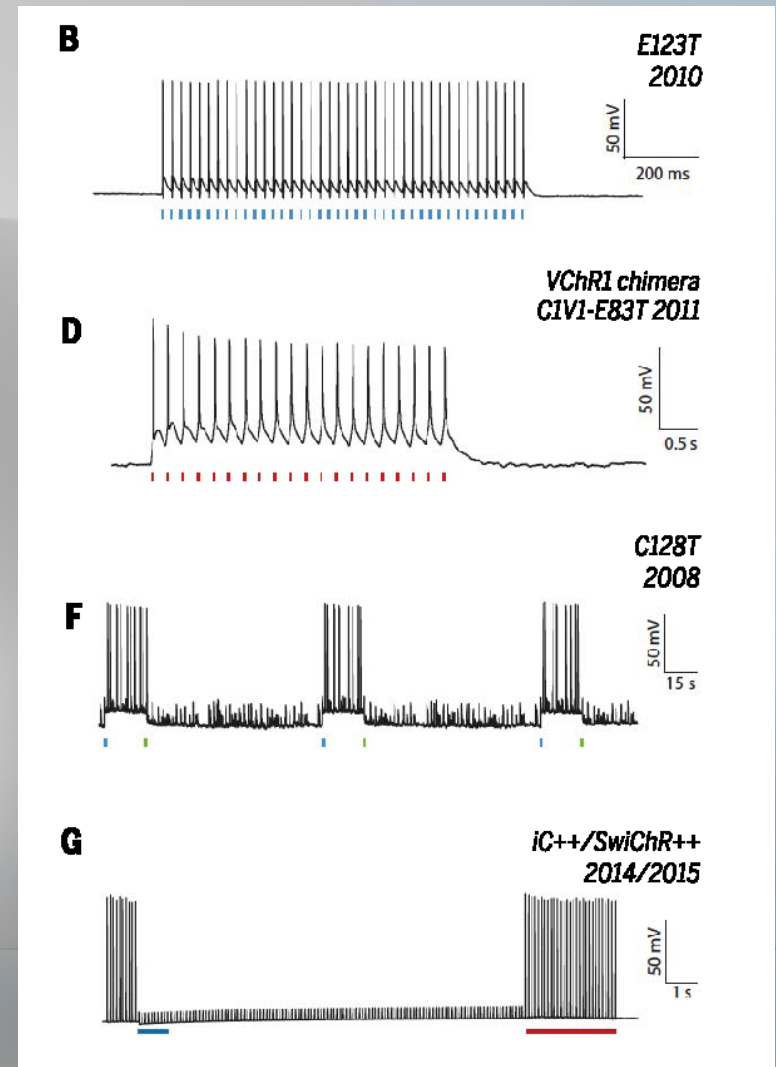 B
E123T
2010
50 mV
200 ms
VChR1 chimera
C1V1-E83T 2011
D
50 mV
0.5 s
C128T
2008
F
50 mV
15 s
G
iC++/SwiChR++
2014/2015
50 mV
1 s